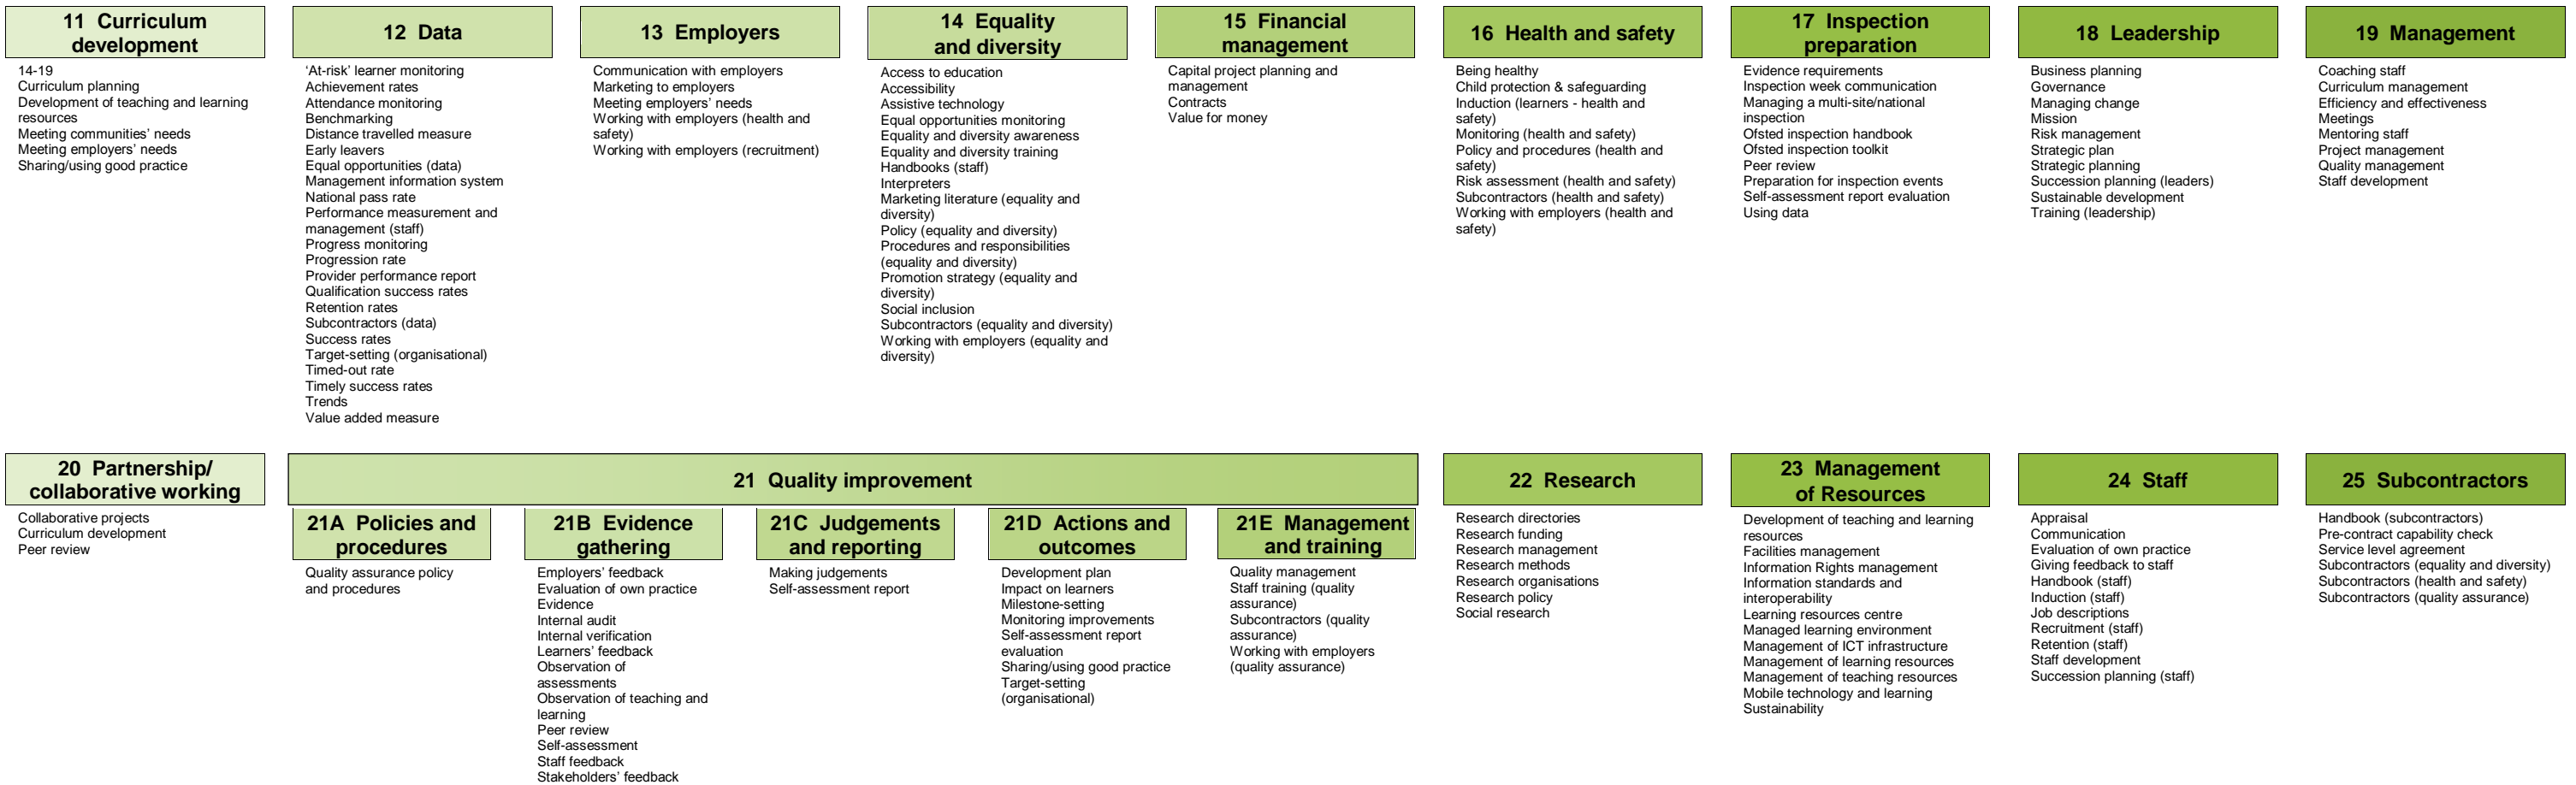 11 Curriculum
development
14-19
Curriculum planning
Development of teaching and learning
resources
Meeting communities’ needs
Meeting employers’ needs
Sharing/using good practice
12 Data
‘At-risk’ learner monitoring
Achievement rates
Attendance monitoring
Benchmarking
Distance travelled measure
Early leavers
Equal opportunities (data)
Management information system
National pass rate
Performance measurement and
management (staff)
Progress monitoring
Progression rate
Provider performance report
Qualification success rates
Retention rates
Subcontractors (data)
Success rates
Target-setting (organisational)
Timed-out rate
Timely success rates
Trends
Value added measure
13 Employers
Communication with employers
Marketing to employers
Meeting employers’ needs
Working with employers (health and
safety)
Working with employers (recruitment)
14 Equality
and diversity
Access to education
Accessibility
Assistive technology
Equal opportunities monitoring
Equality and diversity awareness
Equality and diversity training
Handbooks (staff)
Interpreters
Marketing literature (equality and
diversity)
Policy (equality and diversity)
Procedures and responsibilities
(equality and diversity)
Promotion strategy (equality and
diversity)
Social inclusion
Subcontractors (equality and diversity)
Working with employers (equality and
diversity)
15 Financial
management
Capital project planning and
management
Contracts
Value for money
16 Health and safety
Being healthy
Child protection & safeguarding
Induction (learners - health and
safety)
Monitoring (health and safety)
Policy and procedures (health and
safety)
Risk assessment (health and safety)
Subcontractors (health and safety)
Working with employers (health and
safety)
17 Inspection
preparation
Evidence requirements
Inspection week communication
Managing a multi-site/national
inspection
Ofsted inspection handbook
Ofsted inspection toolkit
Peer review
Preparation for inspection events
Self-assessment report evaluation
Using data
18 Leadership
Business planning
Governance
Managing change
Mission
Risk management
Strategic plan
Strategic planning
Succession planning (leaders)
Sustainable development
Training (leadership)
19 Management
Coaching staff
Curriculum management
Efficiency and effectiveness
Meetings
Mentoring staff
Project management
Quality management
Staff development
20 Partnership/
collaborative working
Collaborative projects
Curriculum development
Peer review
21 Quality improvement
21A Policies and
procedures
Quality assurance policy
and procedures
21B Evidence
gathering
Employers’ feedback
Evaluation of own practice
Evidence
Internal audit
Internal verification
Learners’ feedback
Observation of
assessments
Observation of teaching and
learning
Peer review
Self-assessment
Staff feedback
Stakeholders’ feedback
21C Judgements
and reporting
Making judgements
Self-assessment report
21D Actions and
outcomes
Development plan
Impact on learners
Milestone-setting
Monitoring improvements
Self-assessment report
evaluation
Sharing/using good practice
Target-setting
(organisational)
21E Management
and training
Quality management
Staff training (quality
assurance)
Subcontractors (quality
assurance)
Working with employers
(quality assurance)
22 Research
Research directories
Research funding
Research management
Research methods
Research organisations
Research policy
Social research
23 Management
of Resources
Development of teaching and learning
resources
Facilities management
Information Rights management
Information standards and
interoperability
Learning resources centre
Managed learning environment
Management of ICT infrastructure
Management of learning resources
Management of teaching resources
Mobile technology and learning
Sustainability
24 Staff
Appraisal
Communication
Evaluation of own practice
Giving feedback to staff
Handbook (staff)
Induction (staff)
Job descriptions
Recruitment (staff)
Retention (staff)
Staff development
Succession planning (staff)
25 Subcontractors
Handbook (subcontractors)
Pre-contract capability check
Service level agreement
Subcontractors (equality and diversity)
Subcontractors (health and safety)
Subcontractors (quality assurance)